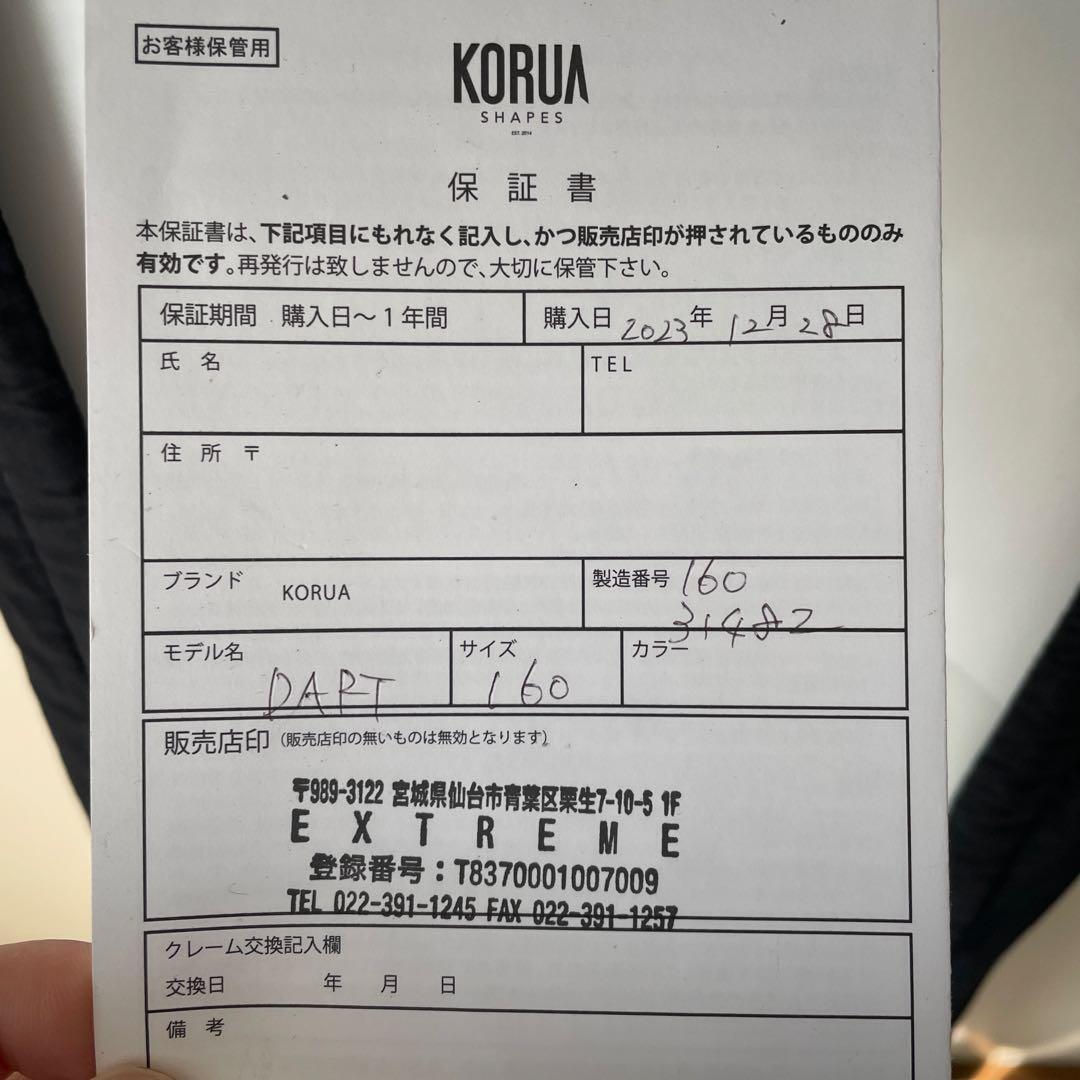 お客様保管用
KORUA
SHAPES
EST. 2014
保証書
本保証書は、下記項目にもれなく記入し、かつ販売店印が押されているもののみ
有効です。再発行は致しませんので、大切に保管下さい。
保証期間 購入日〜1年間 購入日 2023年 12月 28日
氏 名 TEL
住 所 〒
ブランド KORUA 製造番号 160
31482
モデル名 サイズ カラー
DART 160
販売店印(販売店印の無いものは無効となります)
〒989-3122 宮城県仙台市青葉区栗生7-10-5 1F
EXTREME
登録番号:T8370001007009
TEL 022-391-1245 FAX 022-391-1257
クレーム交換記入欄
交換日 年 月 日
備 考